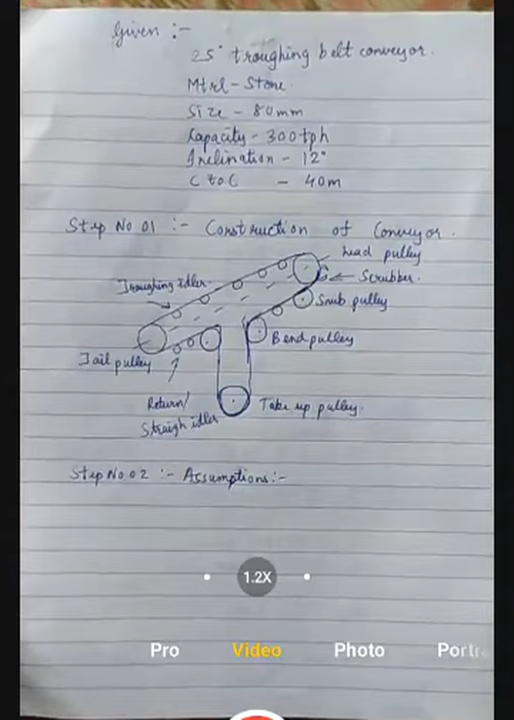 Given :-
25° troughing belt conveyor.
Mtrl - Stone
Size - 80mm
Capacity - 300tph
Inclination - 12°
C to C - 40m
Step No 01 :- Construction of Conveyor.
head pulley
Scrubber.
Troughing idler
Snub pulley
Bend pulley
Tail pulley
Return/
Straigh idler
Take up pulley.
Step No 02 :- Assumptions:-
1.2X
Pro Video Photo Portr